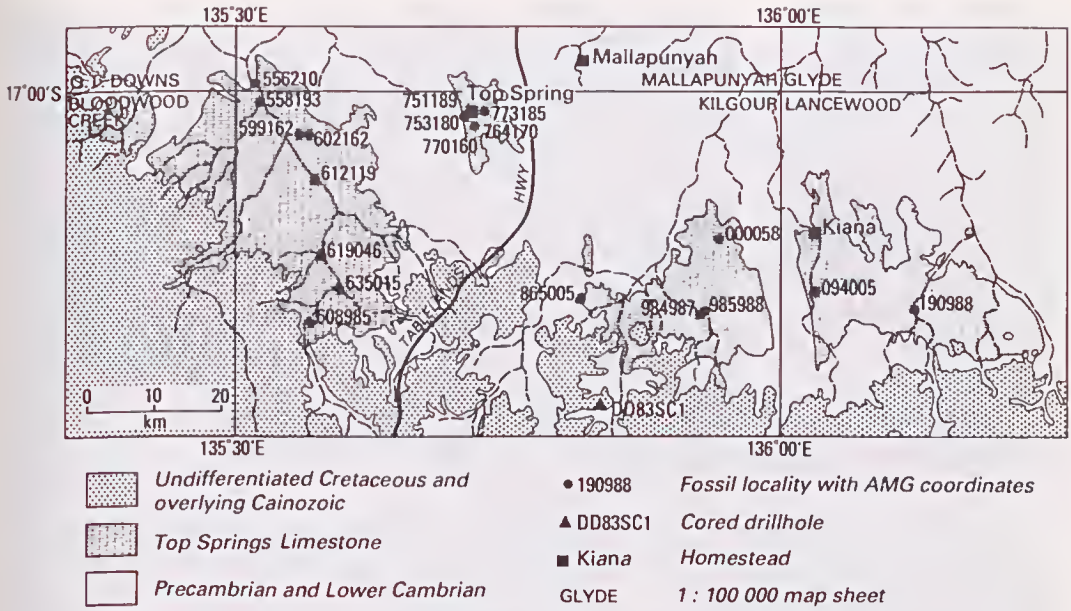 135°30'E
136°00'E
Mallapunyah
MALLAPUNYAH GLYDE
O.T. DOWNS
17°00'S
BLOODWOOD
CREEK
KILGOUR LANCEWOOD
556210
558193
599162
602162
612119
619046
635015
608985
Top Spring
751189
773185
753180
764170
770160
HWY
TABLELANDS
000058
Kiana
865005
984987
985988
094005
190988
DD83SC1
0 10 20
km
135°30'E
136°00'E
Undifferentiated Cretaceous and
overlying Cainozoic
Top Springs Limestone
Precambrian and Lower Cambrian
190988 Fossil locality with AMG coordinates
DD83SC1 Cored drillhole
Kiana Homestead
GLYDE 1 : 100 000 map sheet